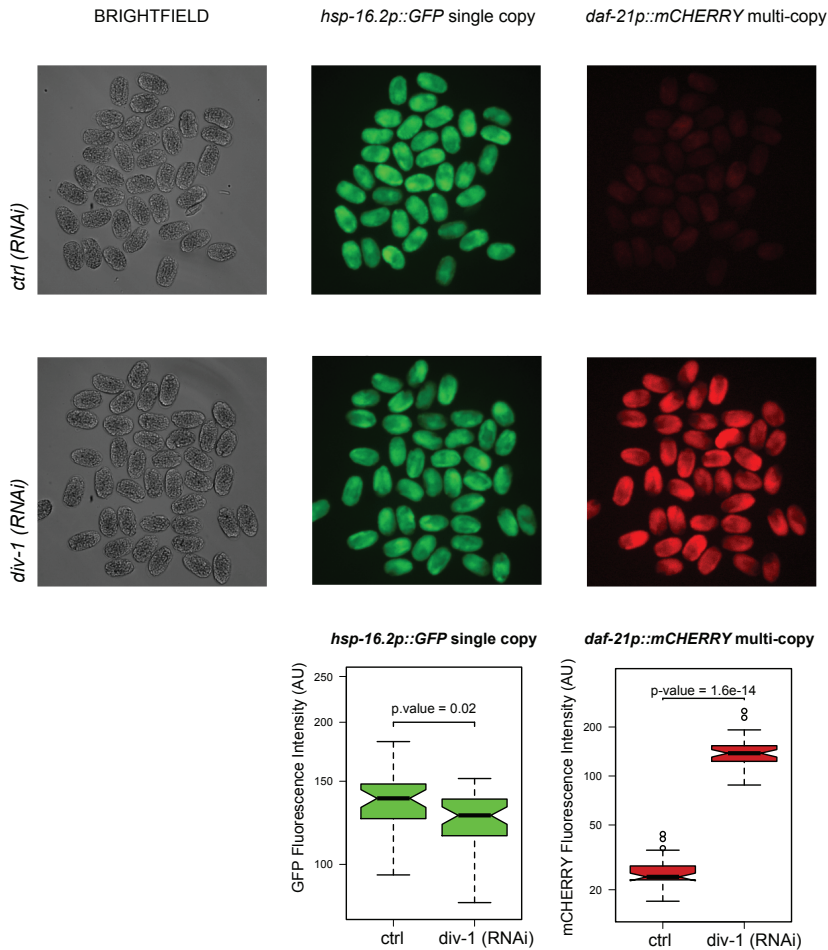 BRIGHTFIELD
hsp-16.2p::GFP single copy
daf-21p::mCHERRY multi-copy
ctrl (RNAi)
div-1 (RNAi)
hsp-16.2p::GFP single copy
GFP Fluorescence Intensity (AU)
250
200
150
100
p.value = 0.02
ctrl
div-1 (RNAi)
daf-21p::mCHERRY multi-copy
mCHERRY Fluorescence Intensity (AU)
200
100
50
20
p-value = 1.6e-14
ctrl
div-1 (RNAi)